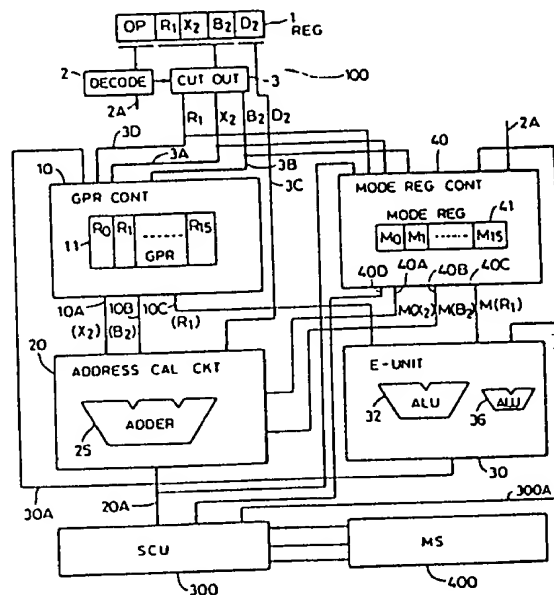 OP R1 X2 B2 D2 1
REG
2 DECODE CUT OUT 3 100
2A R1 X2 B2 D2
3D 3A 3B 3C 2A
10 40
GPR CONT MODE REG CONT
MODE REG 41
11 R0 R1 ------ R15 M0 M1 ------ M15
GPR
40D 40A 40B 40C
10A 10B 10C (R1) M(X2) M(B2) M(R1)
(X2) (B2)
20 ADDRESS CAL CKT E-UNIT
32 ALU 36 ALU
25 ADDER
30A 20A 30
300A
SCU MS
300 400